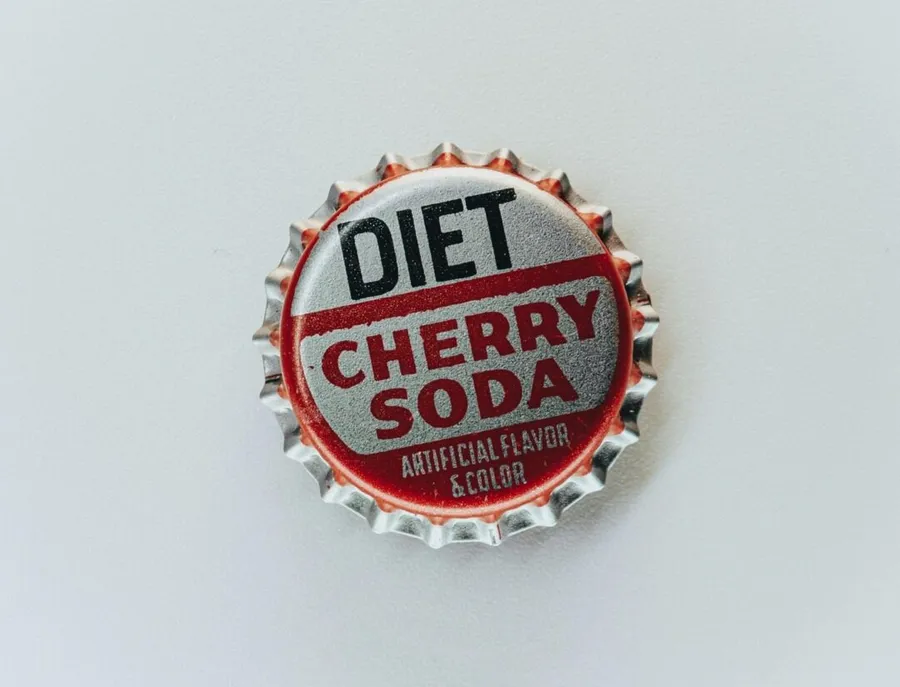 DIET
CHERRY
SODA
ARTIFICIAL FLAVOR
& COLOR